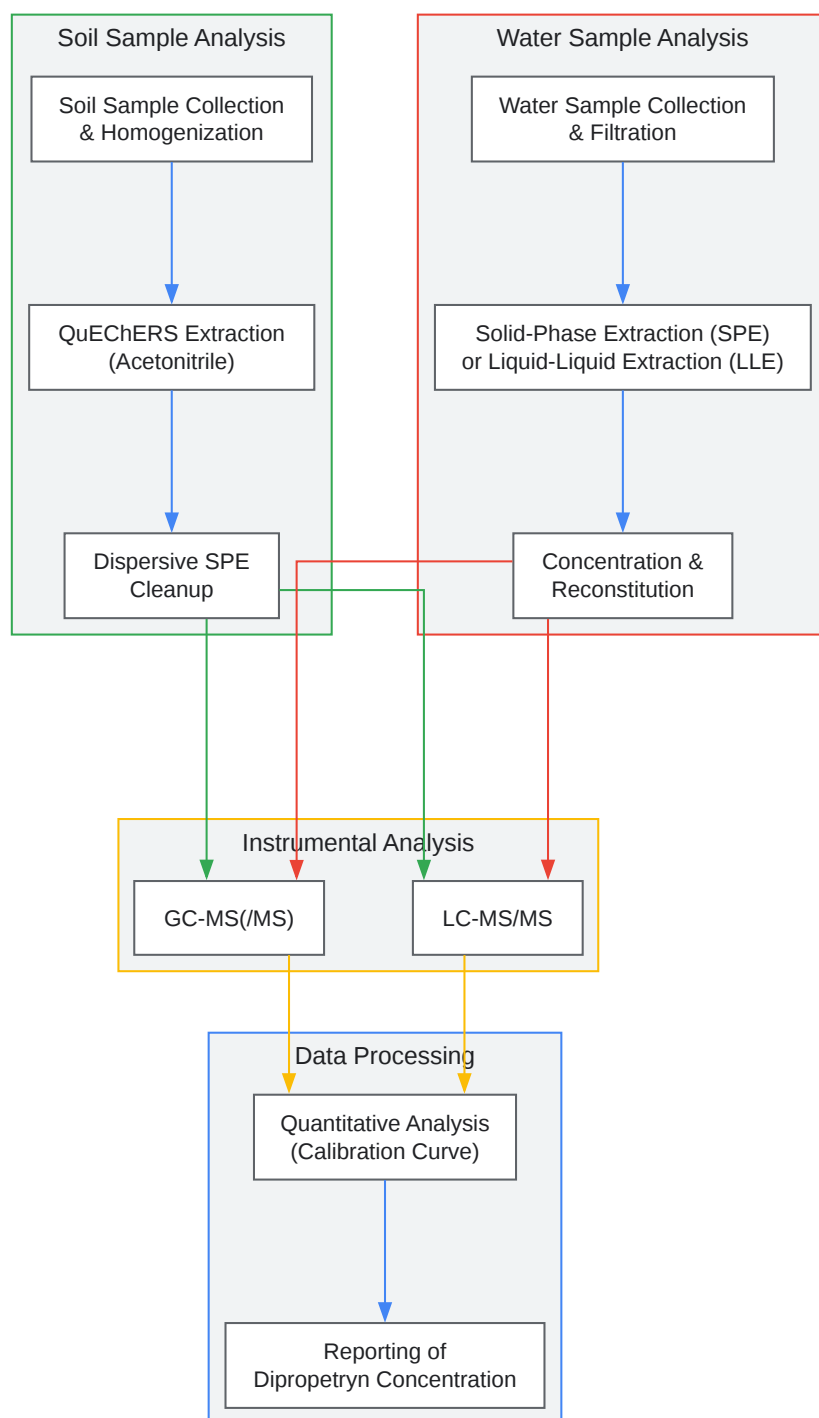 Soil Sample Analysis
Soil Sample Collection
& Homogenization
QuEChERS Extraction
(Acetonitrile)
Dispersive SPE
Cleanup
Water Sample Analysis
Water Sample Collection
& Filtration
Solid-Phase Extraction (SPE)
or Liquid-Liquid Extraction (LLE)
Concentration &
Reconstitution
Instrumental Analysis
GC-MS(/MS)
LC-MS/MS
Data Processing
Quantitative Analysis
(Calibration Curve)
Reporting of
Dipropetryn Concentration